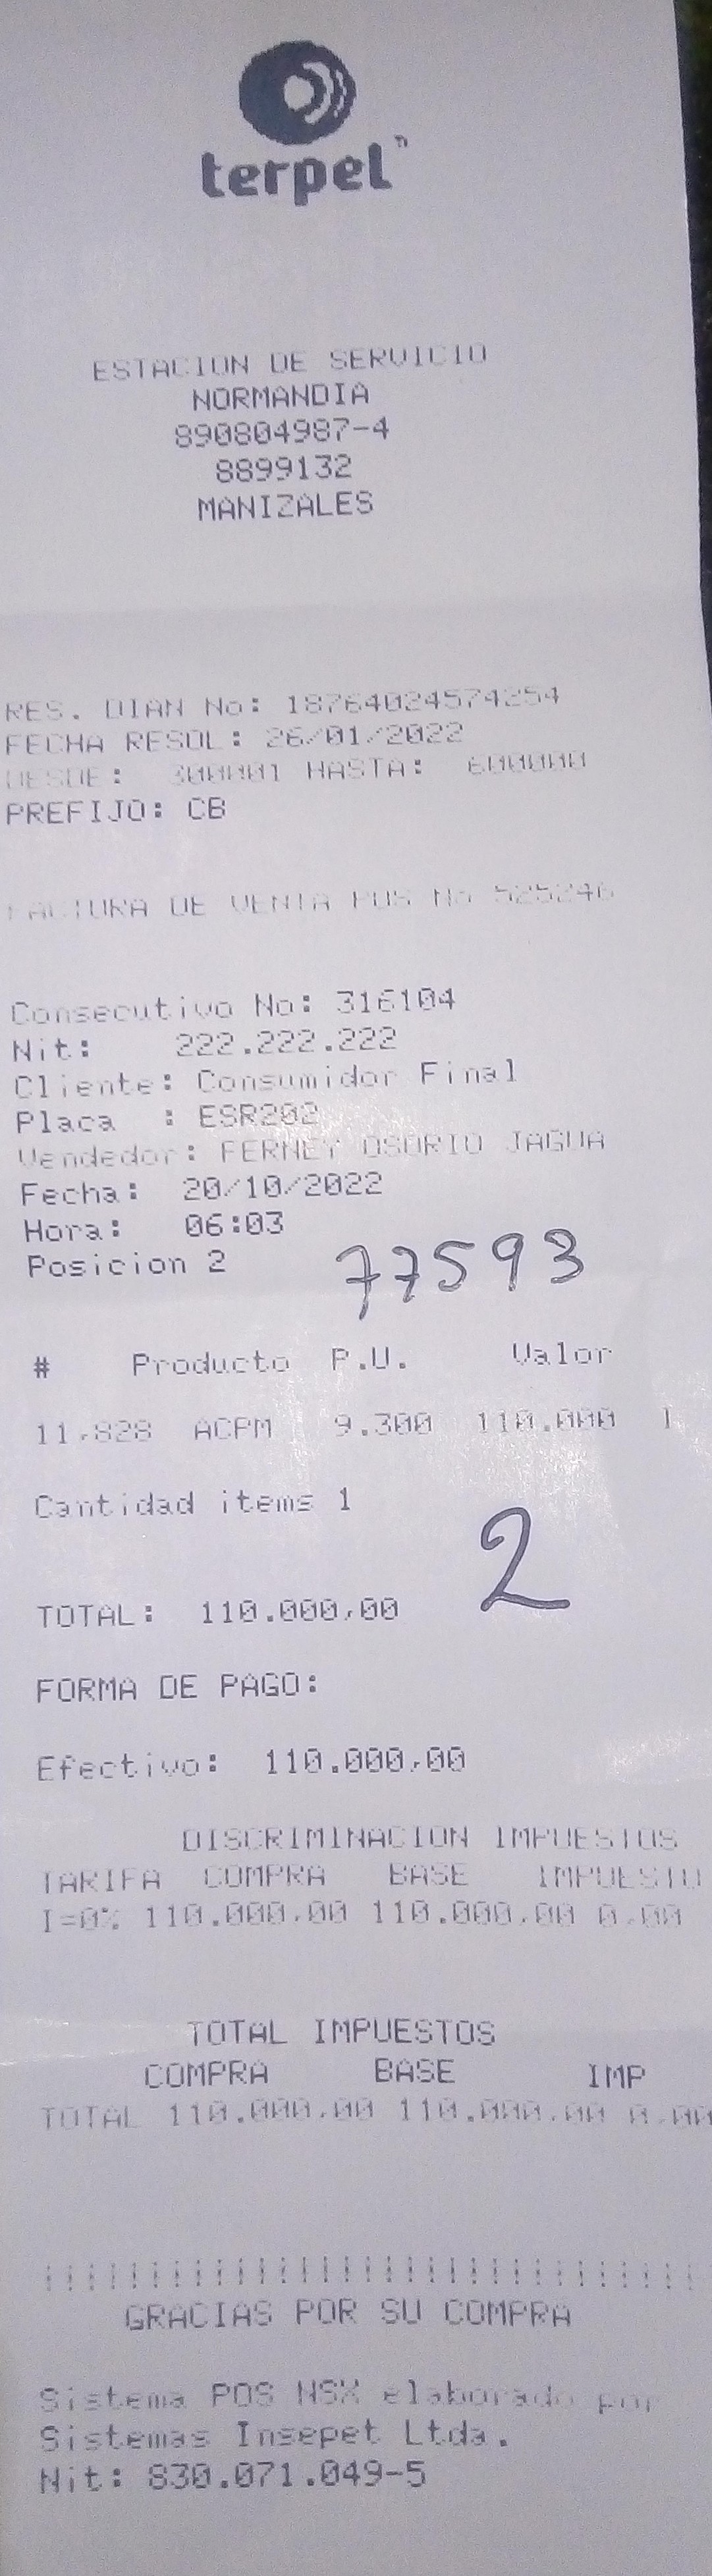 terpel
ESTACION DE SERVICIO
NORMANDIA
890804987-4
8899132
MANIZALES
RES. DIAN No: 18764024574254
FECHA RESOL: 26/01/2022
DESDE: 300001 HASTA: 600000
PREFIJO: CB
FACTURA DE VENTA POS No 525246
Consecutivo No: 316104
Nit: 222.222.222
Cliente: Consumidor Final
Placa : ESR202
Vendedor: FERNEY OSORIO JAGUA
Fecha: 20/10/2022
Hora: 06:03
Posicion 2
77593
# Producto P.U. Valor
11,828 ACPM 9.300 110.000 I
Cantidad items 1
2
TOTAL: 110.000,00
FORMA DE PAGO:
Efectivo: 110.000,00
DISCRIMINACION IMPUESTOS
TARIFA COMPRA BASE IMPUESTO
I=0% 110.000,00 110.000,00 0,00
TOTAL IMPUESTOS
COMPRA BASE IMP
TOTAL 110.000,00 110.000,00 0,00
GRACIAS POR SU COMPRA
Sistema POS NSX elaborado por
Sistemas Insepet Ltda.
Nit: 830.071.049-5